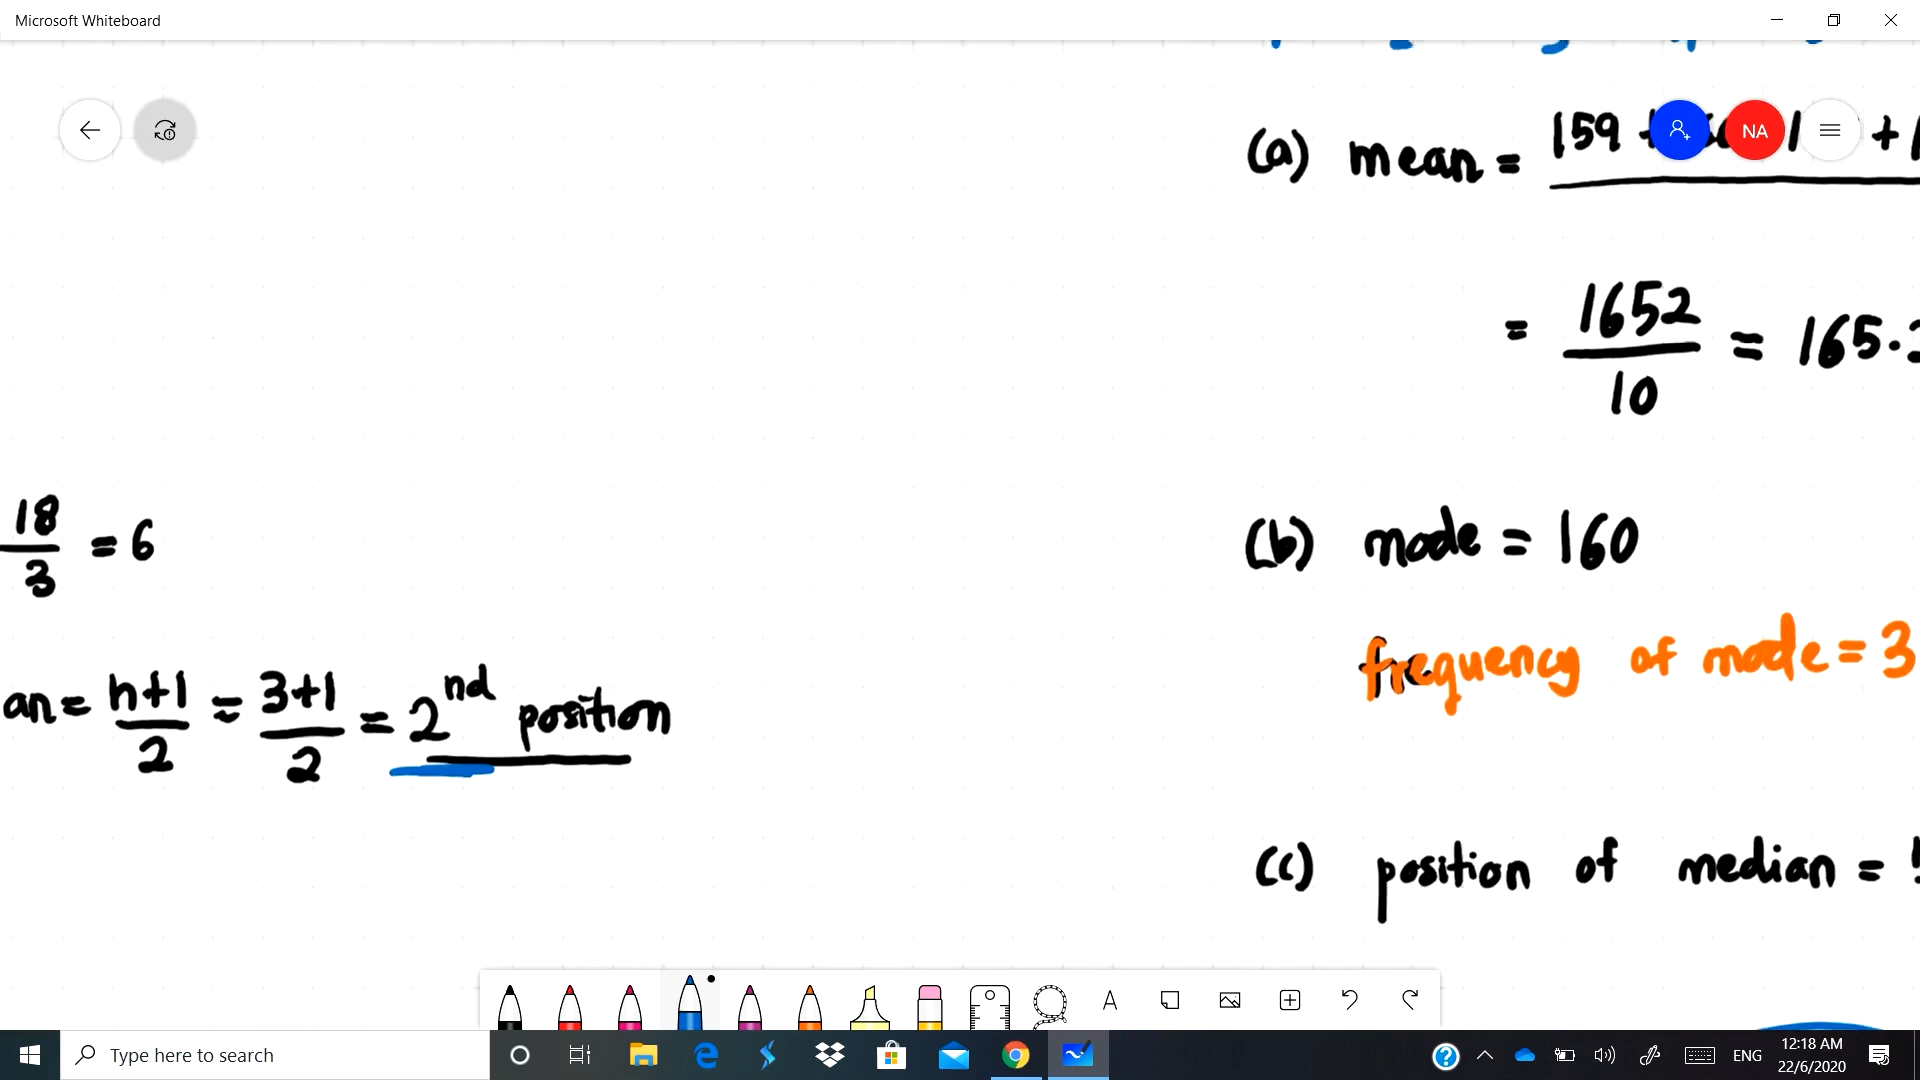 Microsoft Whiteboard
NA
(a) mean = 159 +
= 1652/10 = 165.
18/3 = 6
(b) mode = 160
frequency of mode = 3
an = n+1/2 = 3+1/2 = 2nd position
(c) position of median =
Type here to search
ENG
12:18 AM
22/6/2020